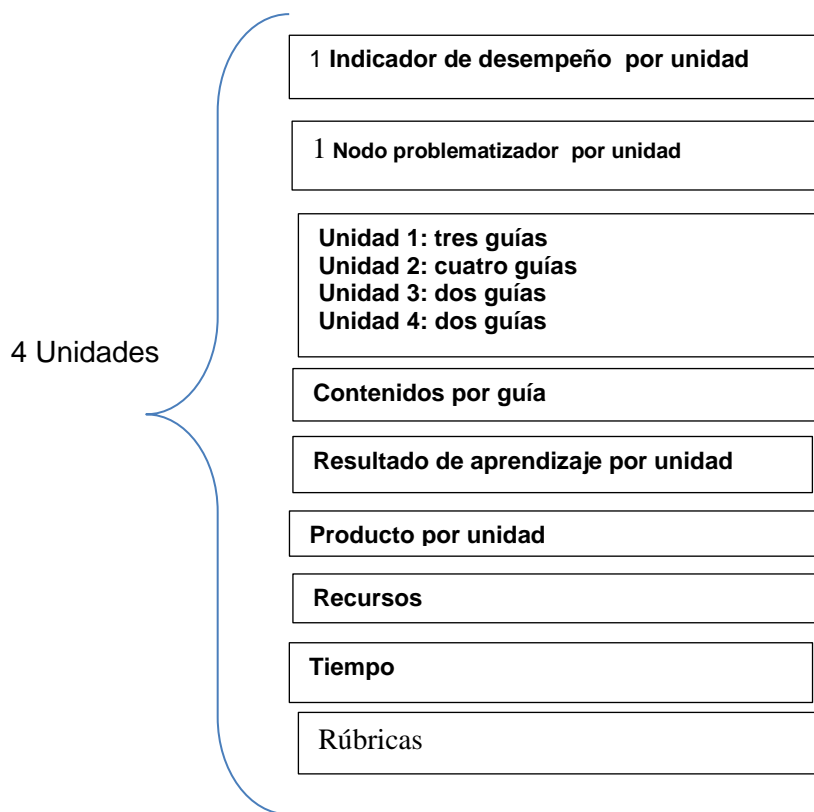 1 Indicador de desempeño por unidad
1 Nodo problematizador por unidad
Unidad 1: tres guías
Unidad 2: cuatro guías
Unidad 3: dos guías
Unidad 4: dos guías
4 Unidades
Contenidos por guía
Resultado de aprendizaje por unidad
Producto por unidad
Recursos
Tiempo
Rúbricas